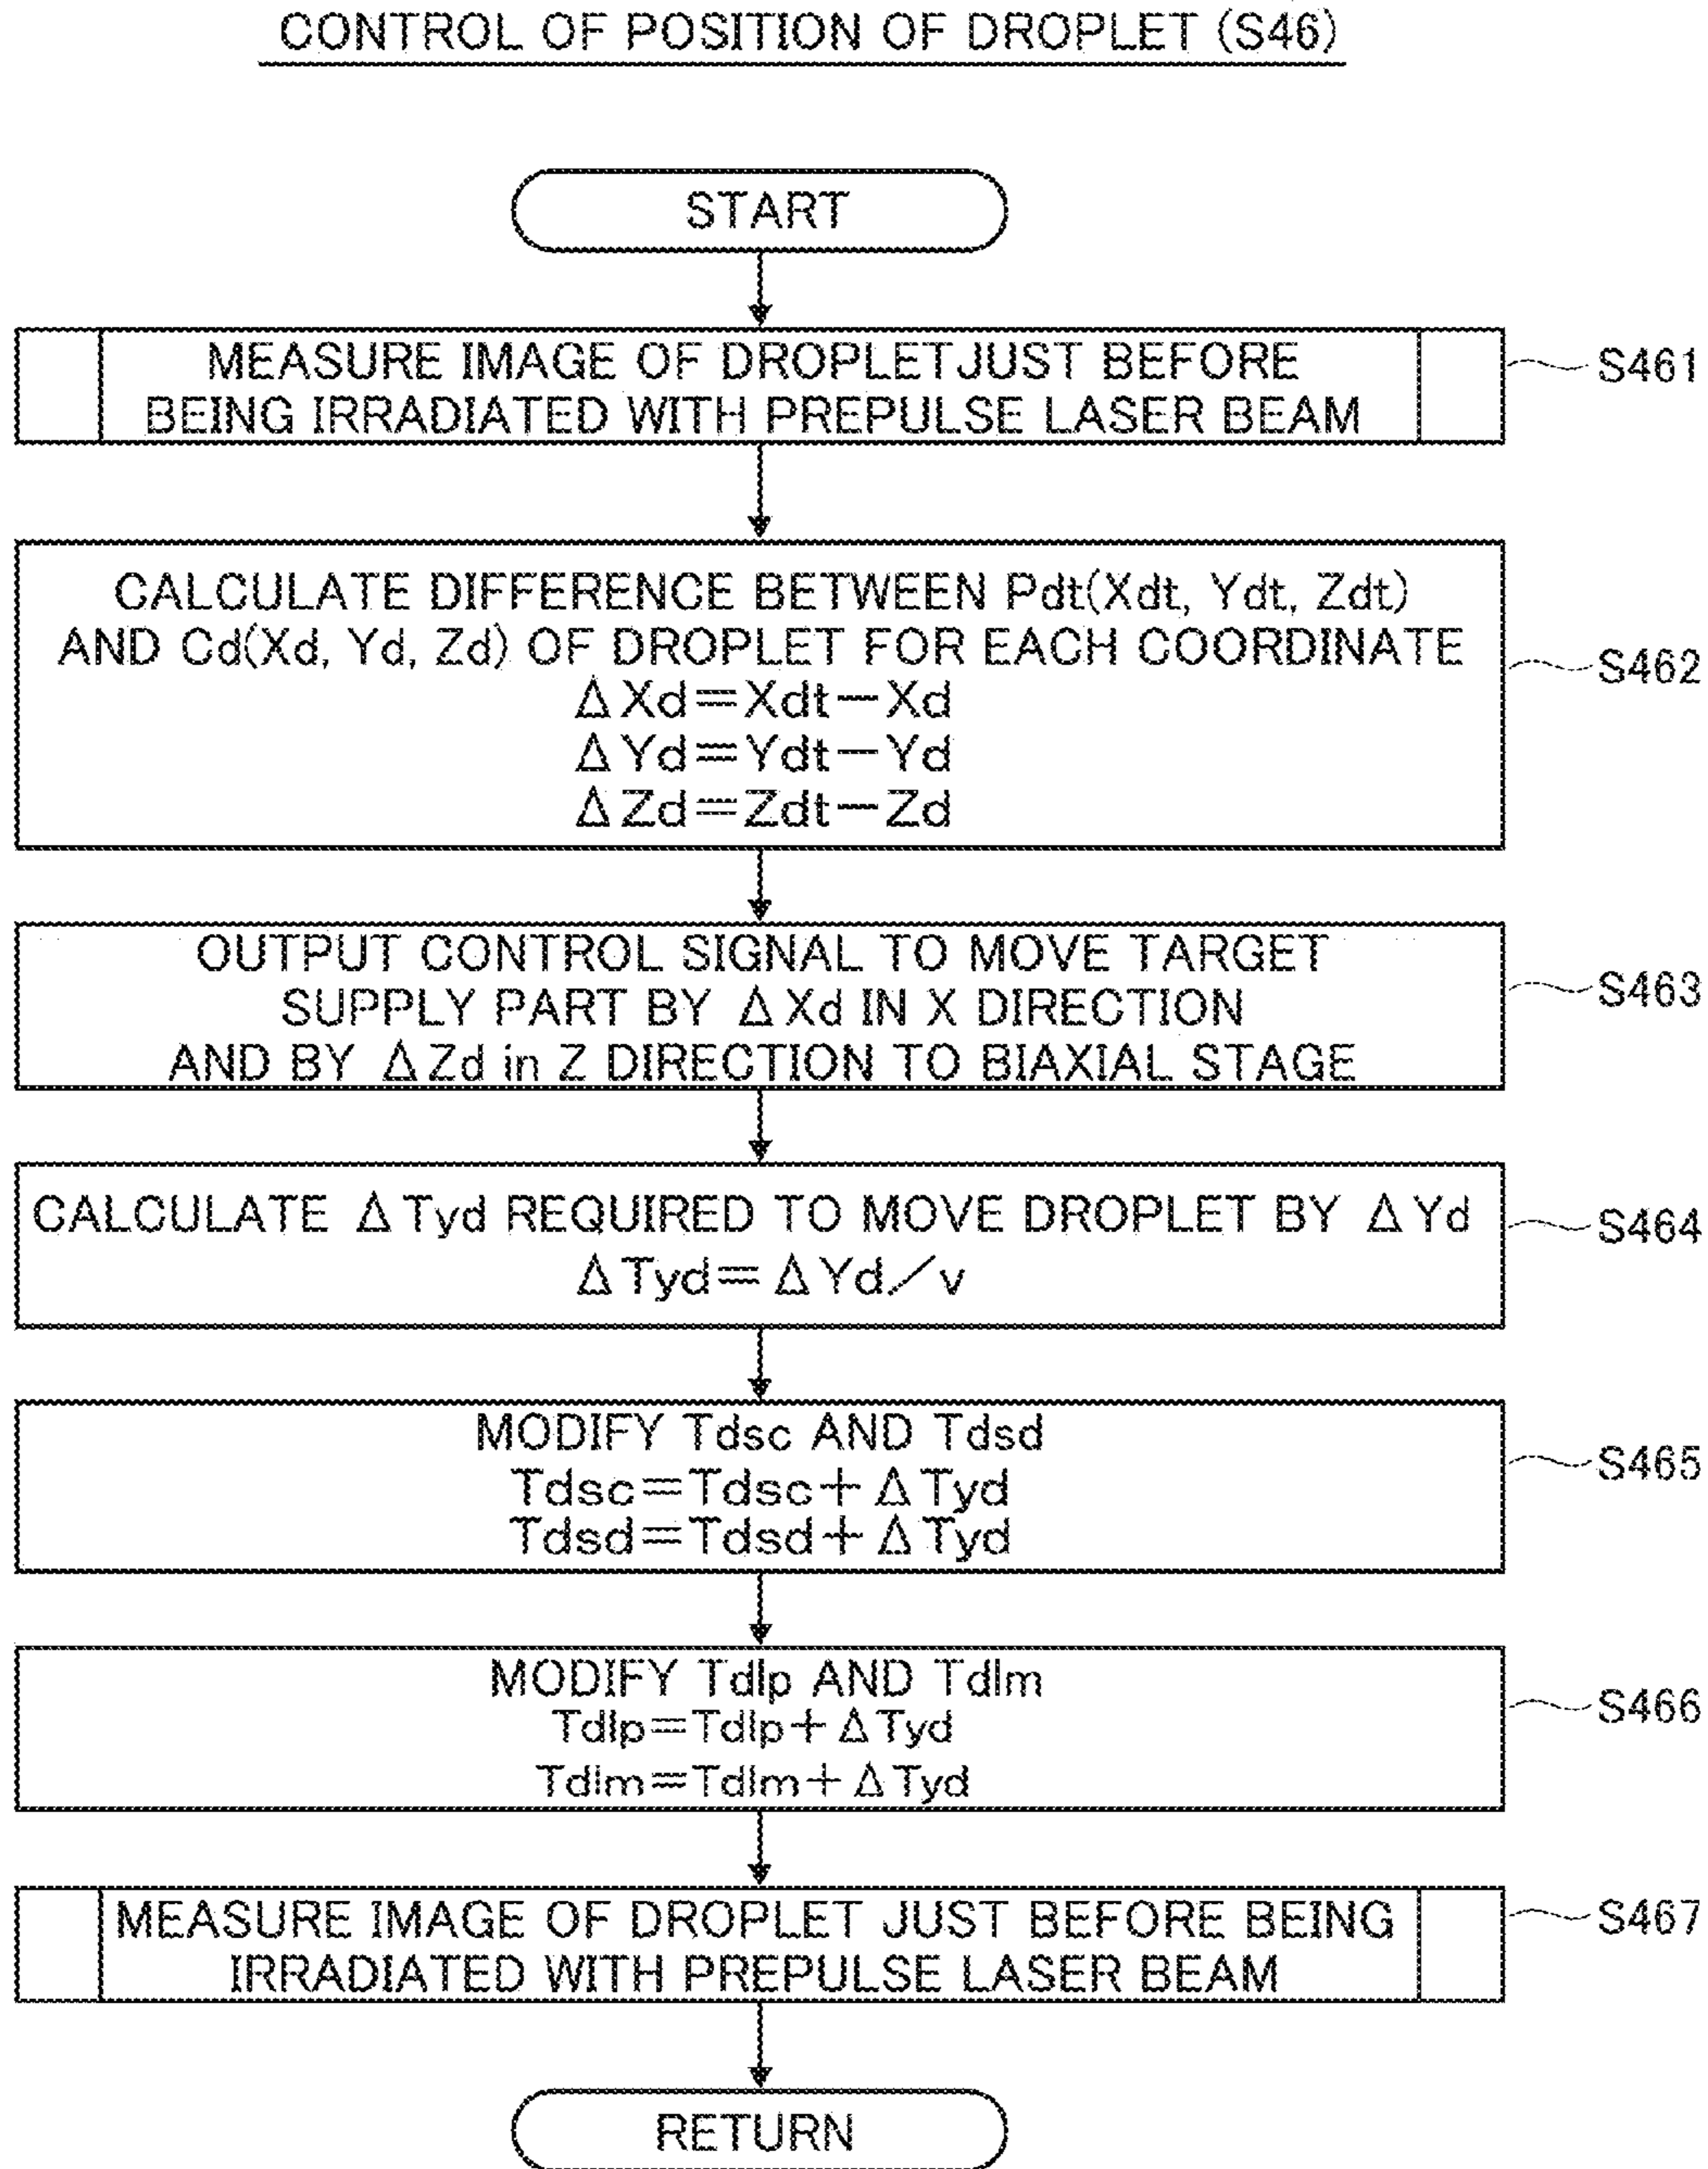 CONTROL OF POSITION OF DROPLET (S46)
START
MEASURE IMAGE OF DROPLETJUST BEFORE
BEING IRRADIATED WITH PREPULSE LASER BEAM
S461
CALCULATE DIFFERENCE BETWEEN Pdt(Xdt, Ydt, Zdt)
AND Cd(Xd, Yd, Zd) OF DROPLET FOR EACH COORDINATE
ΔXd=Xdt−Xd
ΔYd=Ydt−Yd
ΔZd=Zdt−Zd
S462
OUTPUT CONTROL SIGNAL TO MOVE TARGET
SUPPLY PART BY ΔXd IN X DIRECTION
AND BY ΔZd in Z DIRECTION TO BIAXIAL STAGE
S463
CALCULATE ΔTyd REQUIRED TO MOVE DROPLET BY ΔYd
ΔTyd=ΔYd/v
S464
MODIFY Tdsc AND Tdsd
Tdsc=Tdsc+ΔTyd
Tdsd=Tdsd+ΔTyd
S465
MODIFY Tdlp AND Tdlm
Tdlp=Tdlp+ΔTyd
Tdlm=Tdlm+ΔTyd
S466
MEASURE IMAGE OF DROPLET JUST BEFORE BEING
IRRADIATED WITH PREPULSE LASER BEAM
S467
RETURN